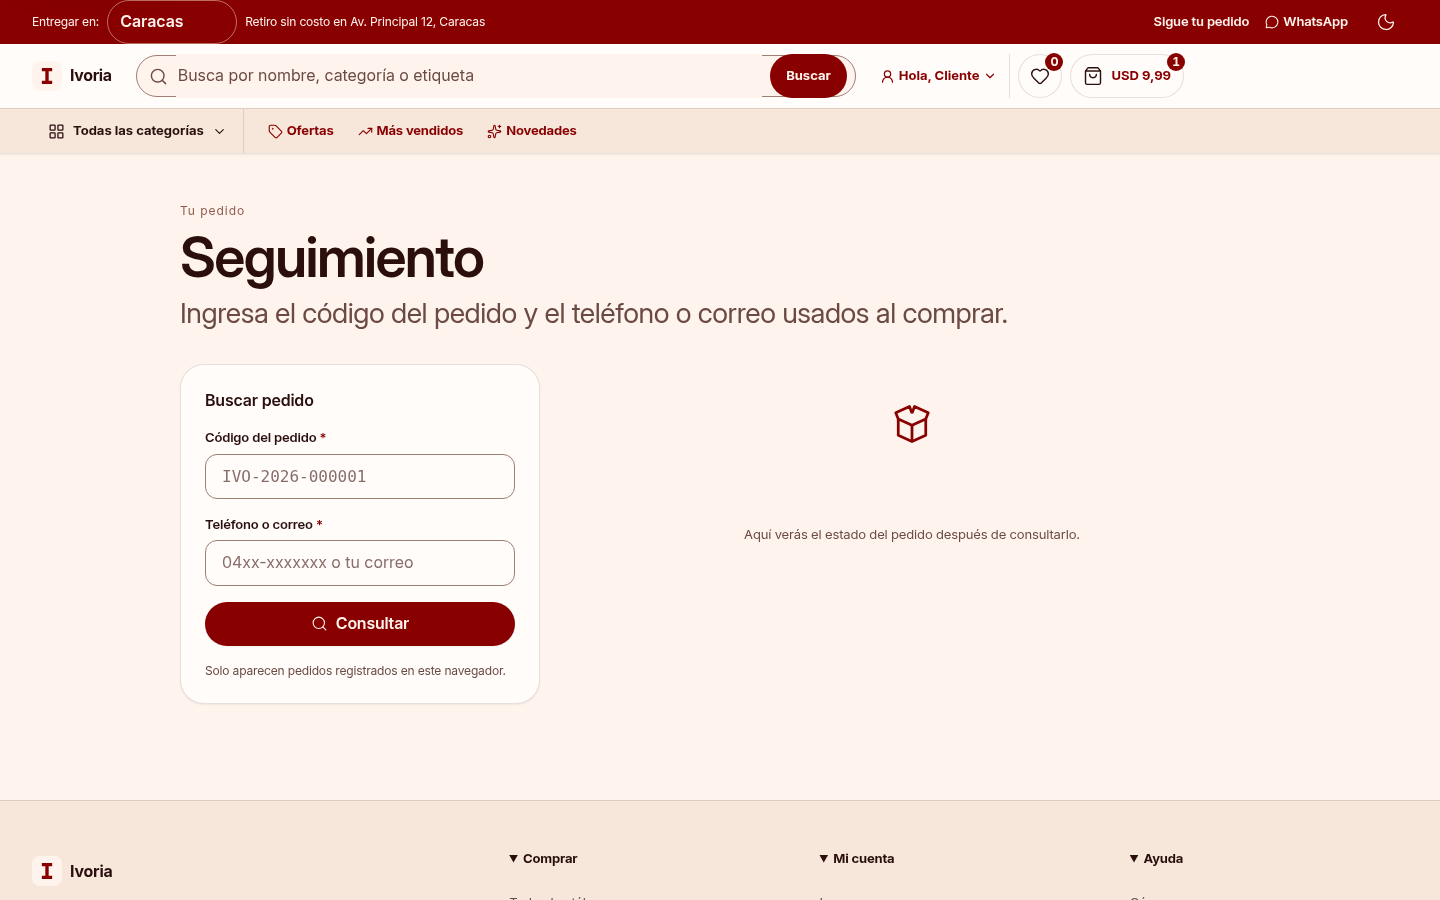 Entregar en:
Caracas
Retiro sin costo en Av. Principal 12, Caracas
Sigue tu pedido
WhatsApp
I
Ivoria
Busca por nombre, categoría o etiqueta
Buscar
Hola, Cliente
0
USD 9,99
1
Todas las categorías
Ofertas
Más vendidos
Novedades
Tu pedido
Seguimiento
Ingresa el código del pedido y el teléfono o correo usados al comprar.
Buscar pedido
Código del pedido *
IVO-2026-000001
Teléfono o correo *
04xx-xxxxxxx o tu correo
Consultar
Solo aparecen pedidos registrados en este navegador.
Aquí verás el estado del pedido después de consultarlo.
I
Ivoria
Comprar
Mi cuenta
Ayuda